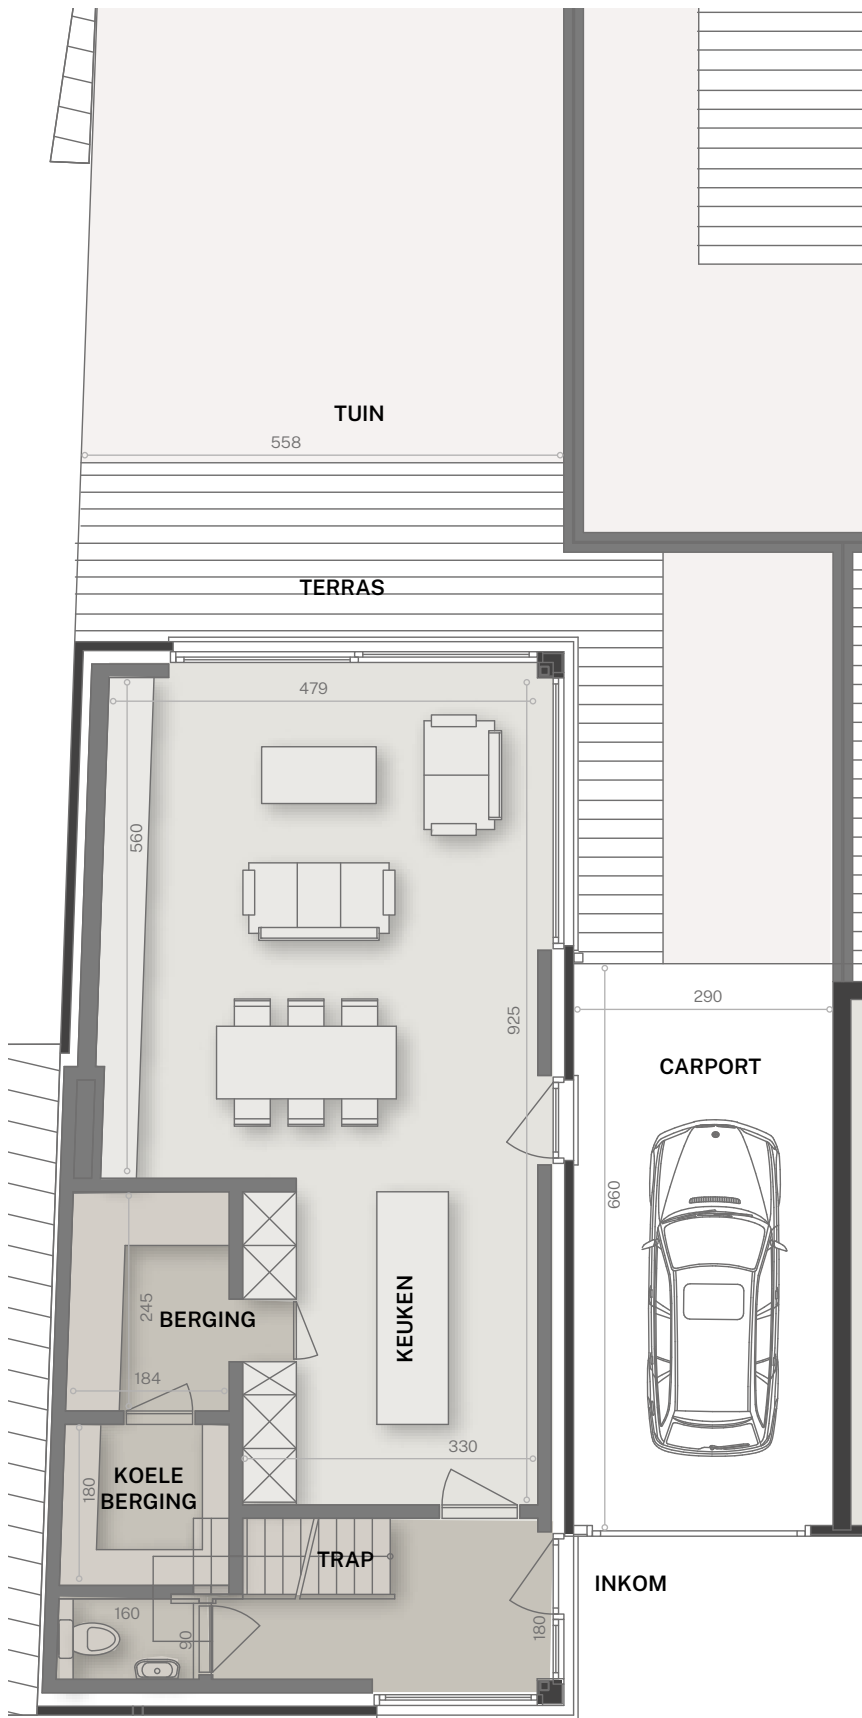 TUIN
558
TERRAS
479
560
925
290
CARPORT
660
KEUKEN
245
BERGING
184
330
KOELE
BERGING
180
TRAP
INKOM
160
90
180